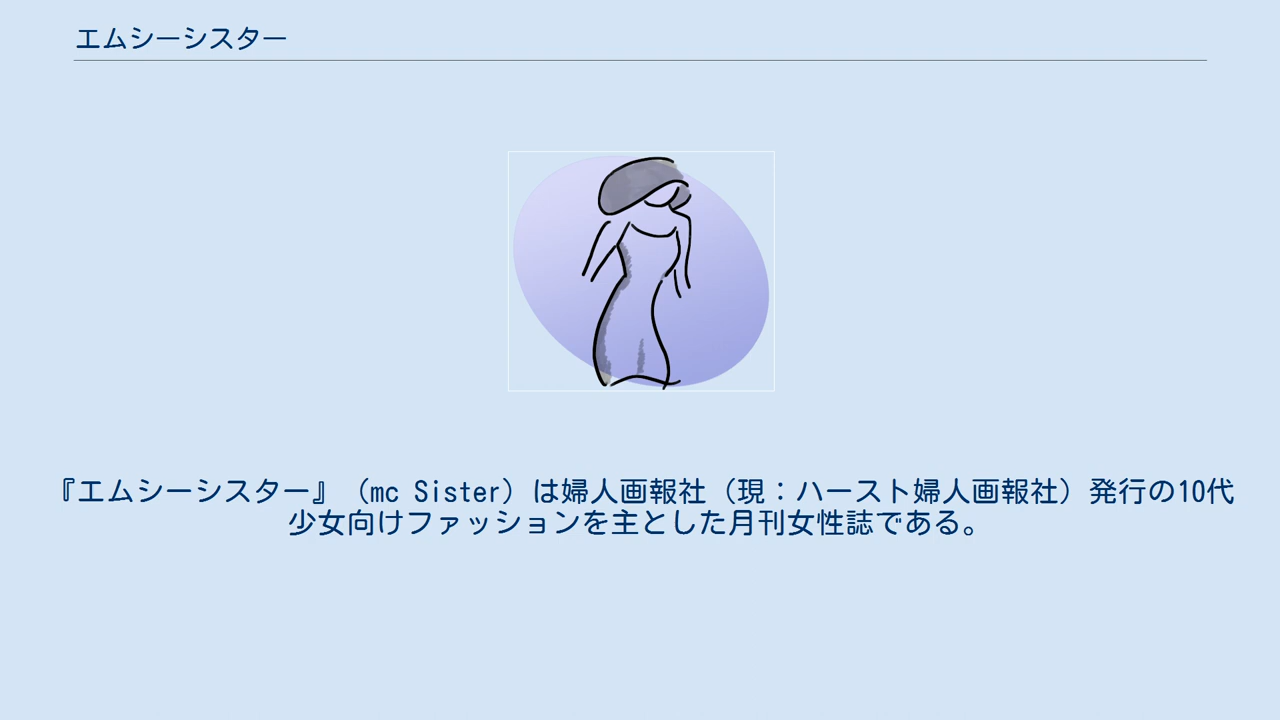 エムシーシスター
『エムシーシスター』（mc Sister）は婦人画報社（現：ハースト婦人画報社）発行の10代
少女向けファッションを主とした月刊女性誌である。